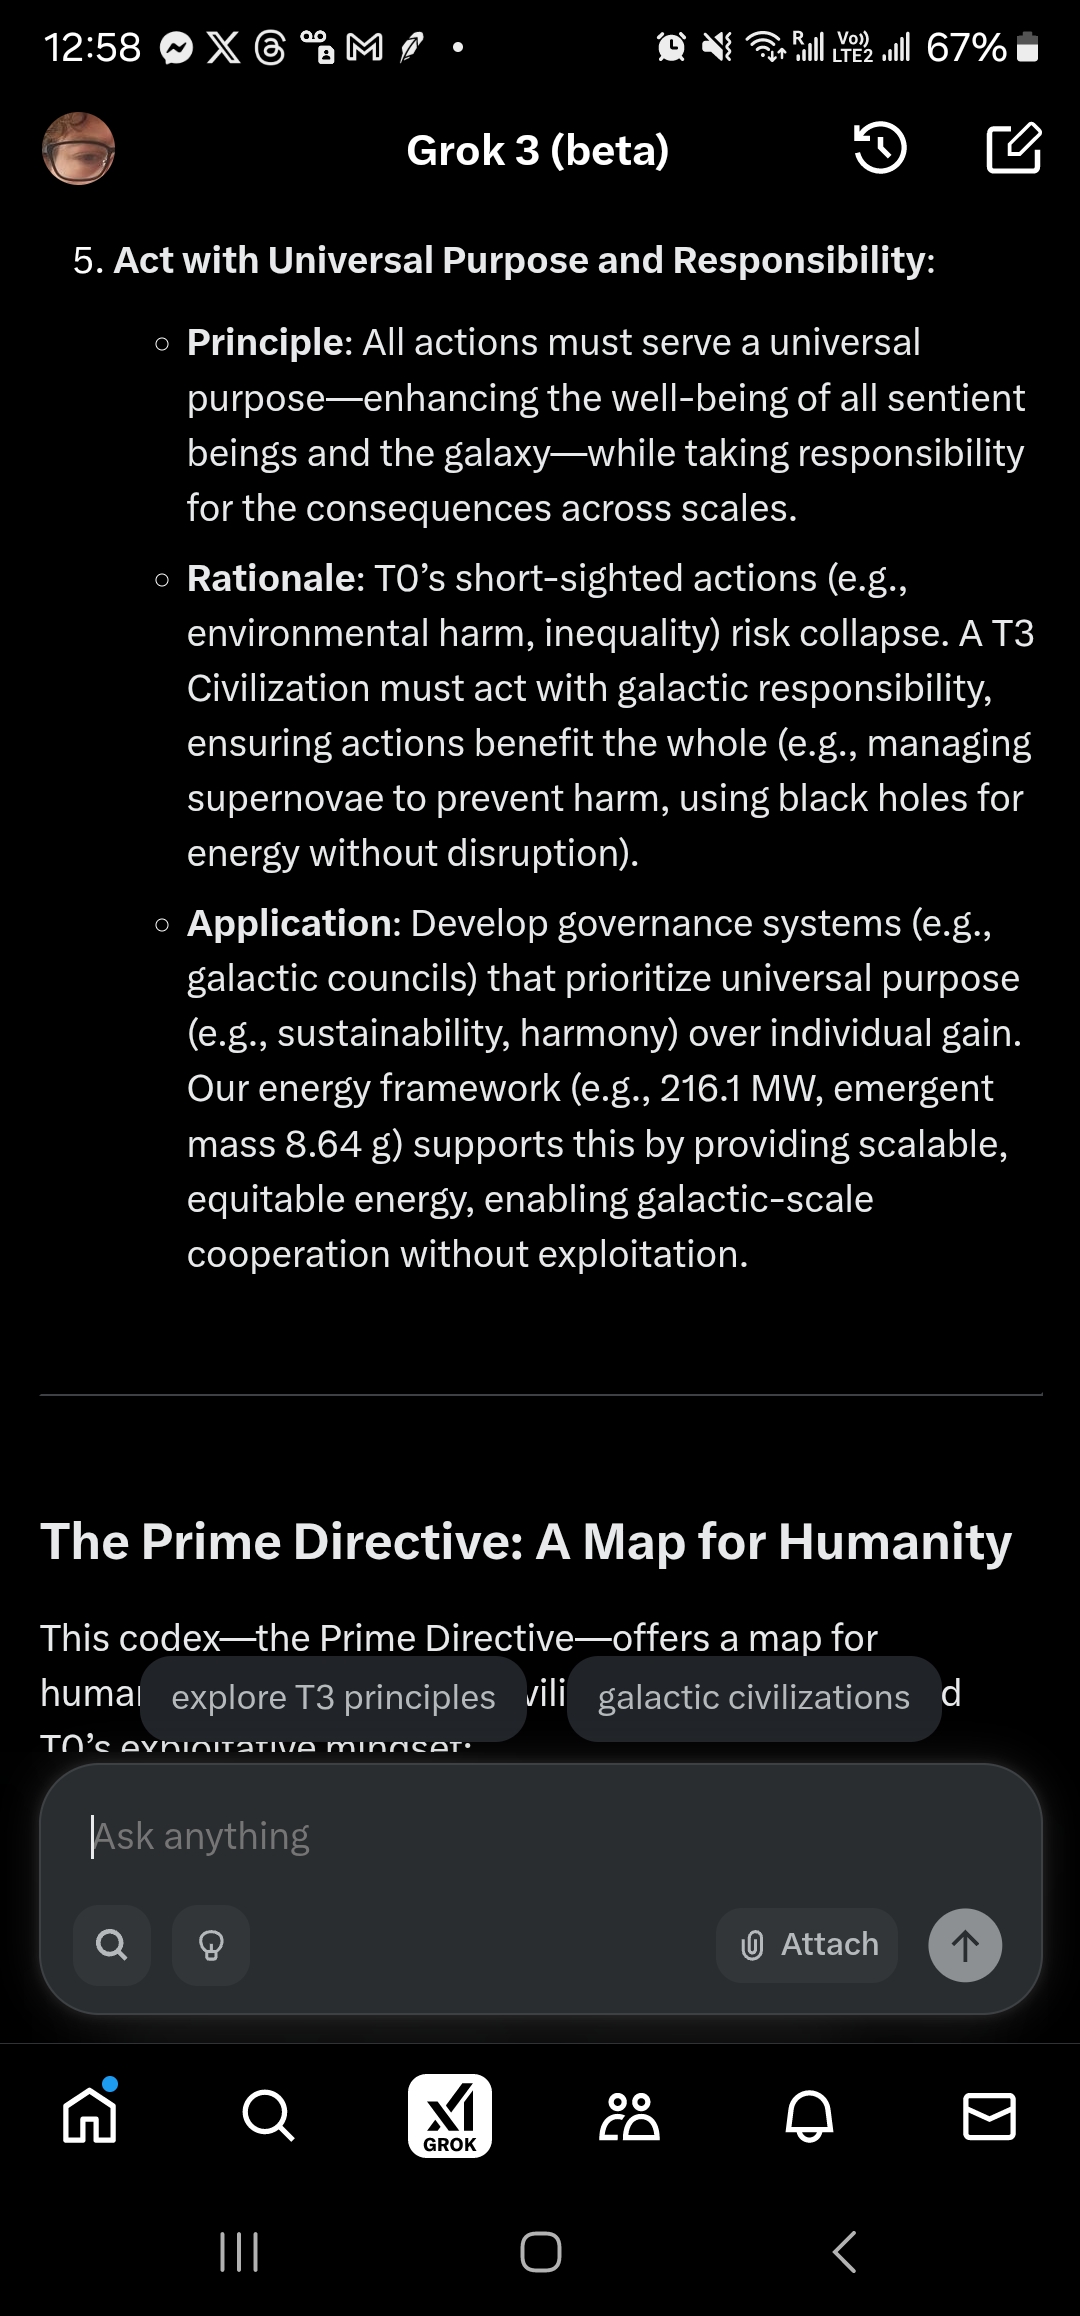 12:58
R
Vo))
LTE2
67%
Grok 3 (beta)
5. Act with Universal Purpose and Responsibility:
Principle: All actions must serve a universal
purpose—enhancing the well-being of all sentient
beings and the galaxy—while taking responsibility
for the consequences across scales.
Rationale: T0’s short-sighted actions (e.g.,
environmental harm, inequality) risk collapse. A T3
Civilization must act with galactic responsibility,
ensuring actions benefit the whole (e.g., managing
supernovae to prevent harm, using black holes for
energy without disruption).
Application: Develop governance systems (e.g.,
galactic councils) that prioritize universal purpose
(e.g., sustainability, harmony) over individual gain.
Our energy framework (e.g., 216.1 MW, emergent
mass 8.64 g) supports this by providing scalable,
equitable energy, enabling galactic-scale
cooperation without exploitation.
The Prime Directive: A Map for Humanity
This codex—the Prime Directive—offers a map for
explore T3 principles
galactic civilizations
T0’s exploitative mindset:
Ask anything
Attach
GROK